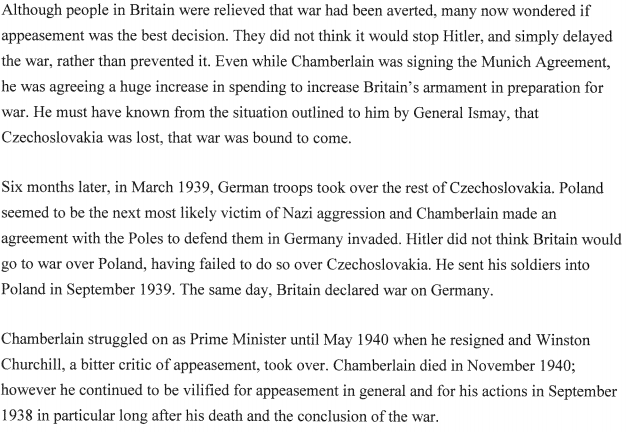 Although people in Britain were relieved that war had been averted, many now wondered if
appeasement was the best decision. They did not think it would stop Hitler, and simply delayed
the war, rather than prevented it. Even while Chamberlain was signing the Munich Agreement,
he was agreeing a huge increase in spending to increase Britain's armament in preparation for
war. He must have known from the situation outlined to him by General Ismay, that
Czechoslovakia was lost, that war was bound to come.
Six months later, in March 1939, German troops took over the rest of Czechoslovakia. Poland
seemed to be the next most likely victim of Nazi aggression and Chamberlain made an
agreement with the Poles to defend them in Germany invaded. Hitler did not think Britain would
go to war over Poland, having failed to do so over Czechoslovakia. He sent his soldiers into
Poland in September 1939. The same day, Britain declared war on Germany.
Chamberlain struggled on as Prime Minister until May 1940 when he resigned and Winston
Churchill, a bitter critic of appeasement, took over. Chamberlain died in November 1940;
however he continued to be vilified for appeasement in general and for his actions in September
1938 in particular long after his death and the conclusion of the war.